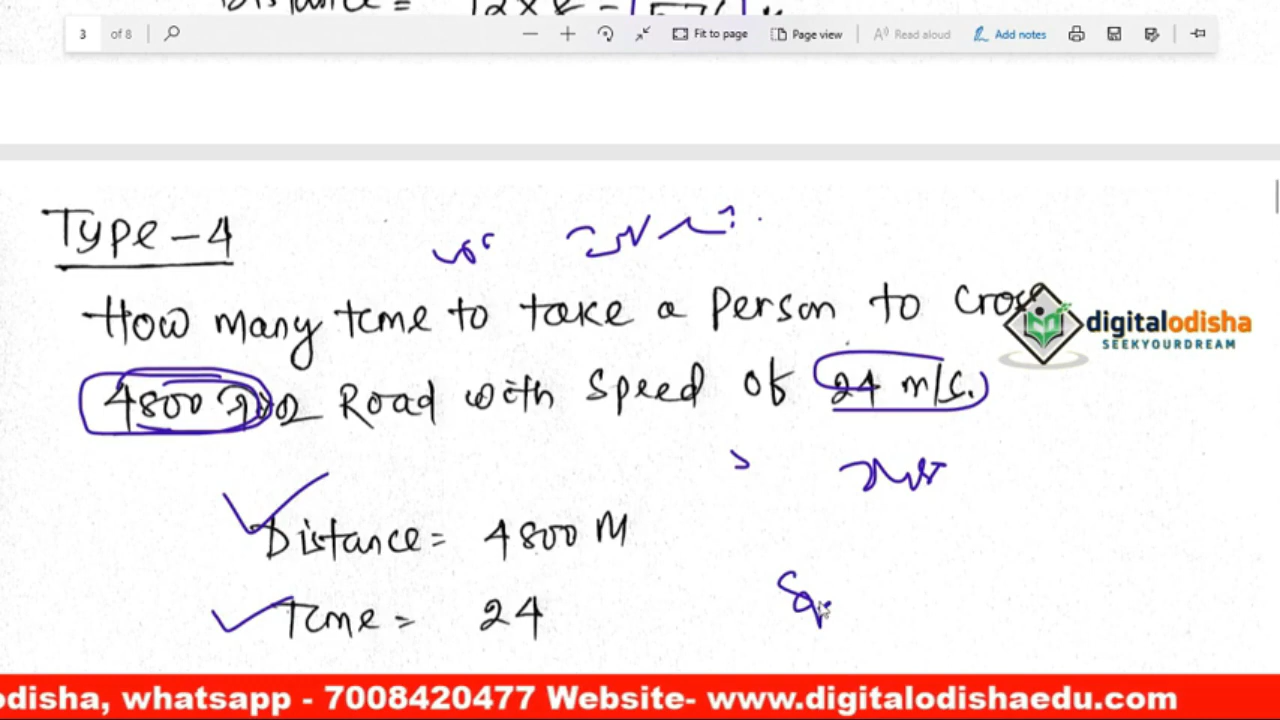 3 of 8 Fit to page Page view Read aloud Add notes
Type-4
How many time to take a Person to cross
4800 Road with Speed of 24 m/s.
digitalodisha
SEEKYOURDREAM
Distance = 4800 M
Time = 24
odisha, whatsapp - 7008420477 Website- www.digitalodishaedu.com